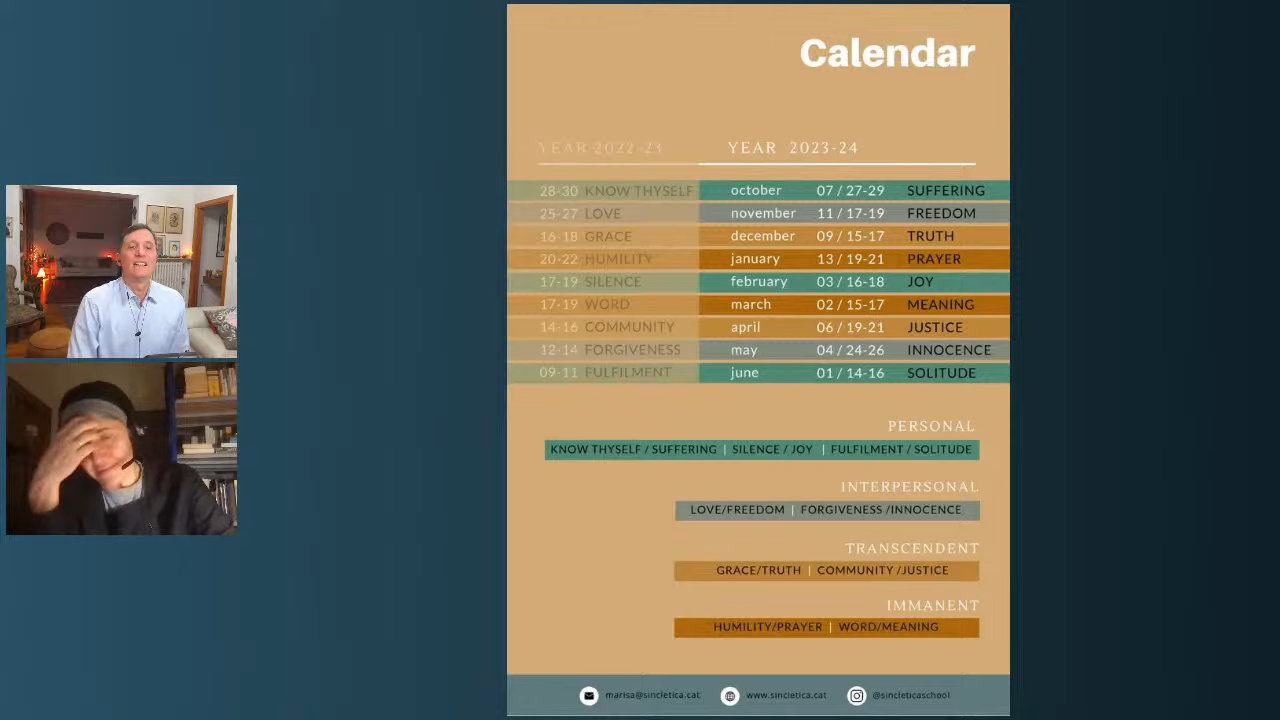 Calendar
YEAR 2022-23 YEAR 2023-24
28-30 KNOW THYSELF october 07 / 27-29 SUFFERING
25-27 LOVE november 11 / 17-19 FREEDOM
16-18 GRACE december 09 / 15-17 TRUTH
20-22 HUMILITY january 13 / 19-21 PRAYER
17-19 SILENCE february 03 / 16-18 JOY
17-19 WORD march 02 / 15-17 MEANING
14-16 COMMUNITY april 06 / 19-21 JUSTICE
12-14 FORGIVENESS may 04 / 24-26 INNOCENCE
09-11 FULFILMENT june 01 / 14-16 SOLITUDE
PERSONAL
KNOW THYSELF / SUFFERING | SILENCE / JOY | FULFILMENT / SOLITUDE
INTERPERSONAL
LOVE/FREEDOM | FORGIVENESS /INNOCENCE
TRANSCENDENT
GRACE/TRUTH | COMMUNITY /JUSTICE
IMMANENT
HUMILITY/PRAYER | WORD/MEANING
marisa@sincletica.cat www.sincletica.cat @sincleticaschool